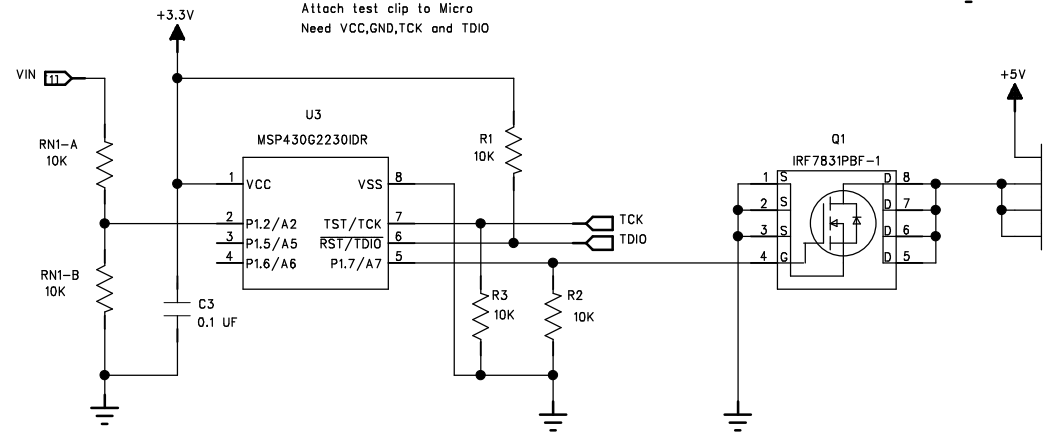 Attach test clip to Micro
Need VCC,GND,TCK and TDIO
+3.3V
VIN 11
+5V
U3
MSP430G2230IDR
RN1-A
10K
R1
10K
Q1
IRF7831PBF-1
1 VCC
VSS 8
2 P1.2/A2
TST/TCK 7
TCK
3 P1.5/A5
RST/TDIO 6
TDIO
4 P1.6/A6
P1.7/A7 5
1 S
D 8
2 S
D 7
3 S
D 6
4 G
D 5
RN1-B
10K
C3
0.1 UF
R3
10K
R2
10K